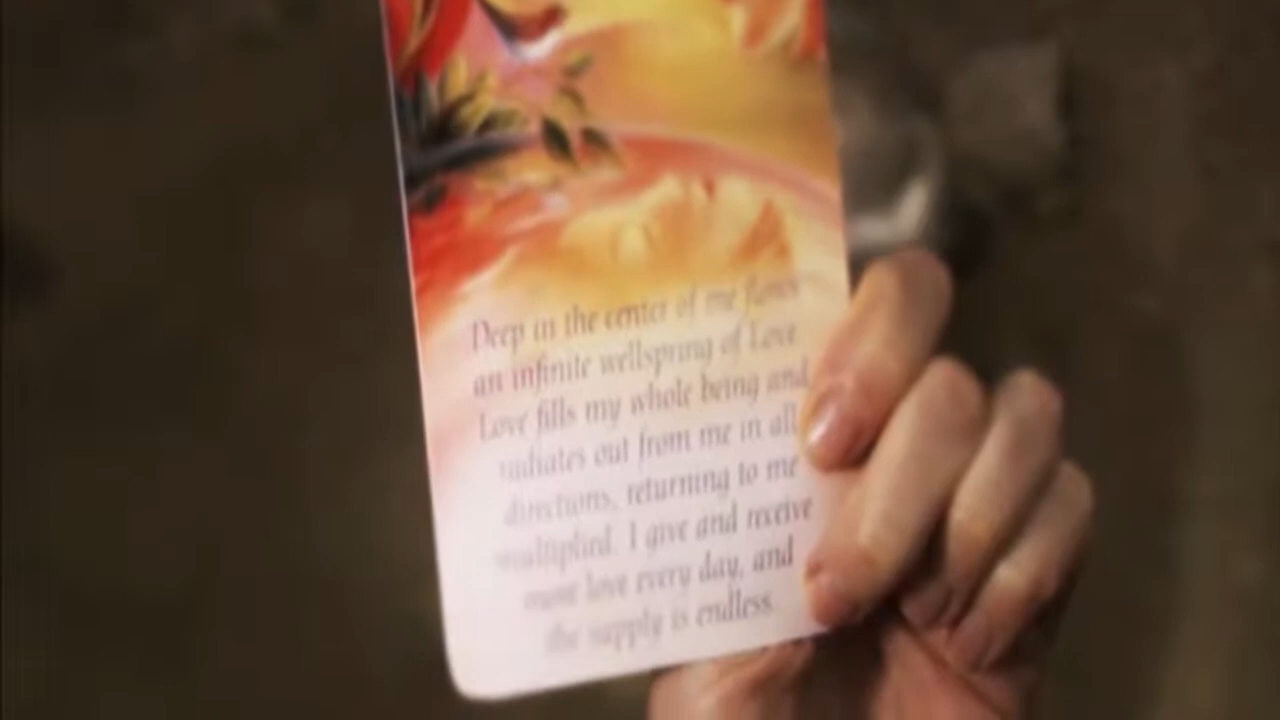 Deep in the center of me flows
an infinite wellspring of Love
Love fills my whole being and
radiates out from me in all
directions, returning to me
multiplied. I give and receive
more love every day, and
the supply is endless.